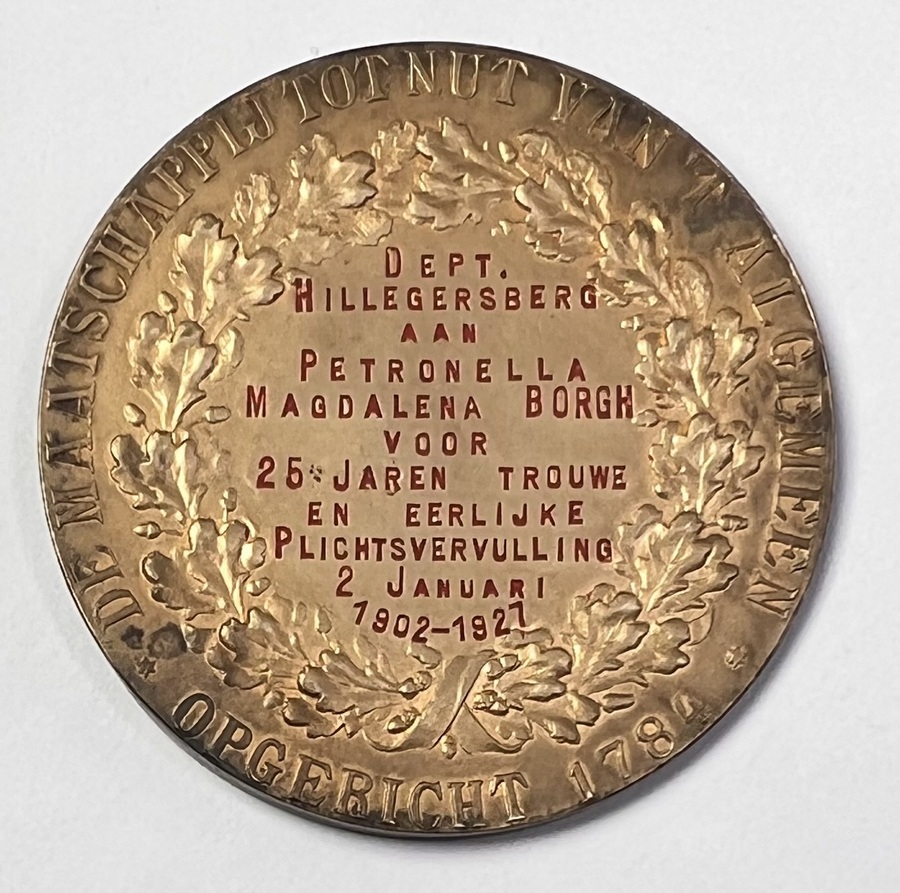 DE MAATSCHAPPIJ TOT NUT VAN 'T ALGEMEEN
DEPT.
HILLEGERSBERG
AAN
PETRONELLA
MAGDALENA BORGH
VOOR
25 JAREN TROUWE
EN EERLIJKE
PLICHTSVERVULLING
2 JANUARI
1902-1927
OPGERICHT 1784